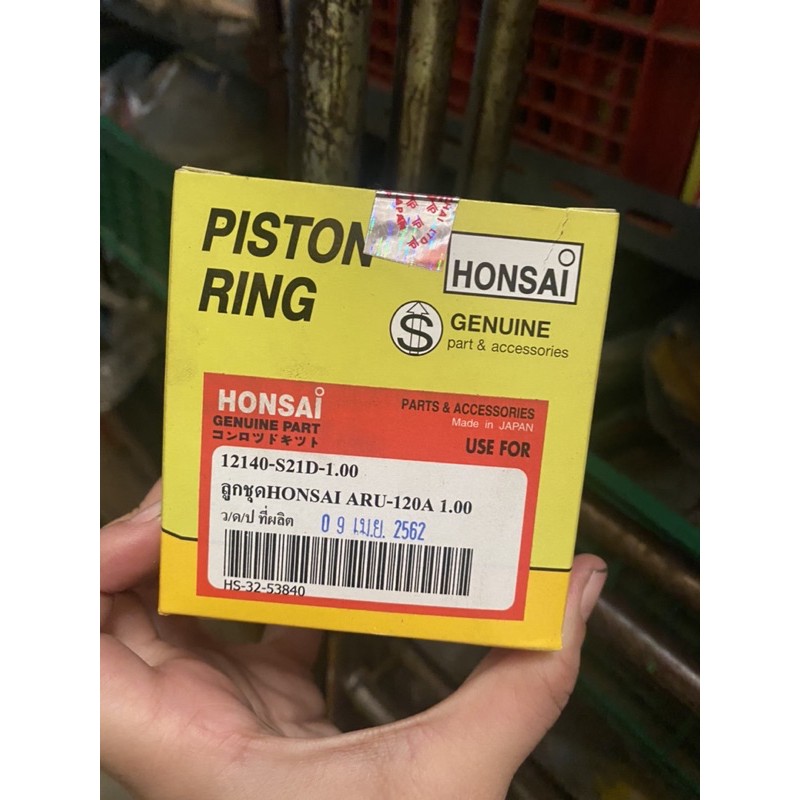 PISTON
RING
HONSAI
GENUINE
part & accessories
HONSAI
GENUINE PART
コンロツドキツト
PARTS & ACCESSORIES
Made in JAPAN
USE FOR
12140-S21D-1.00
ลูกชุดHONSAI ARU-120A 1.00
ว/ด/ป ที่ผลิต 09 เม.ย. 2562
HS-32-53840